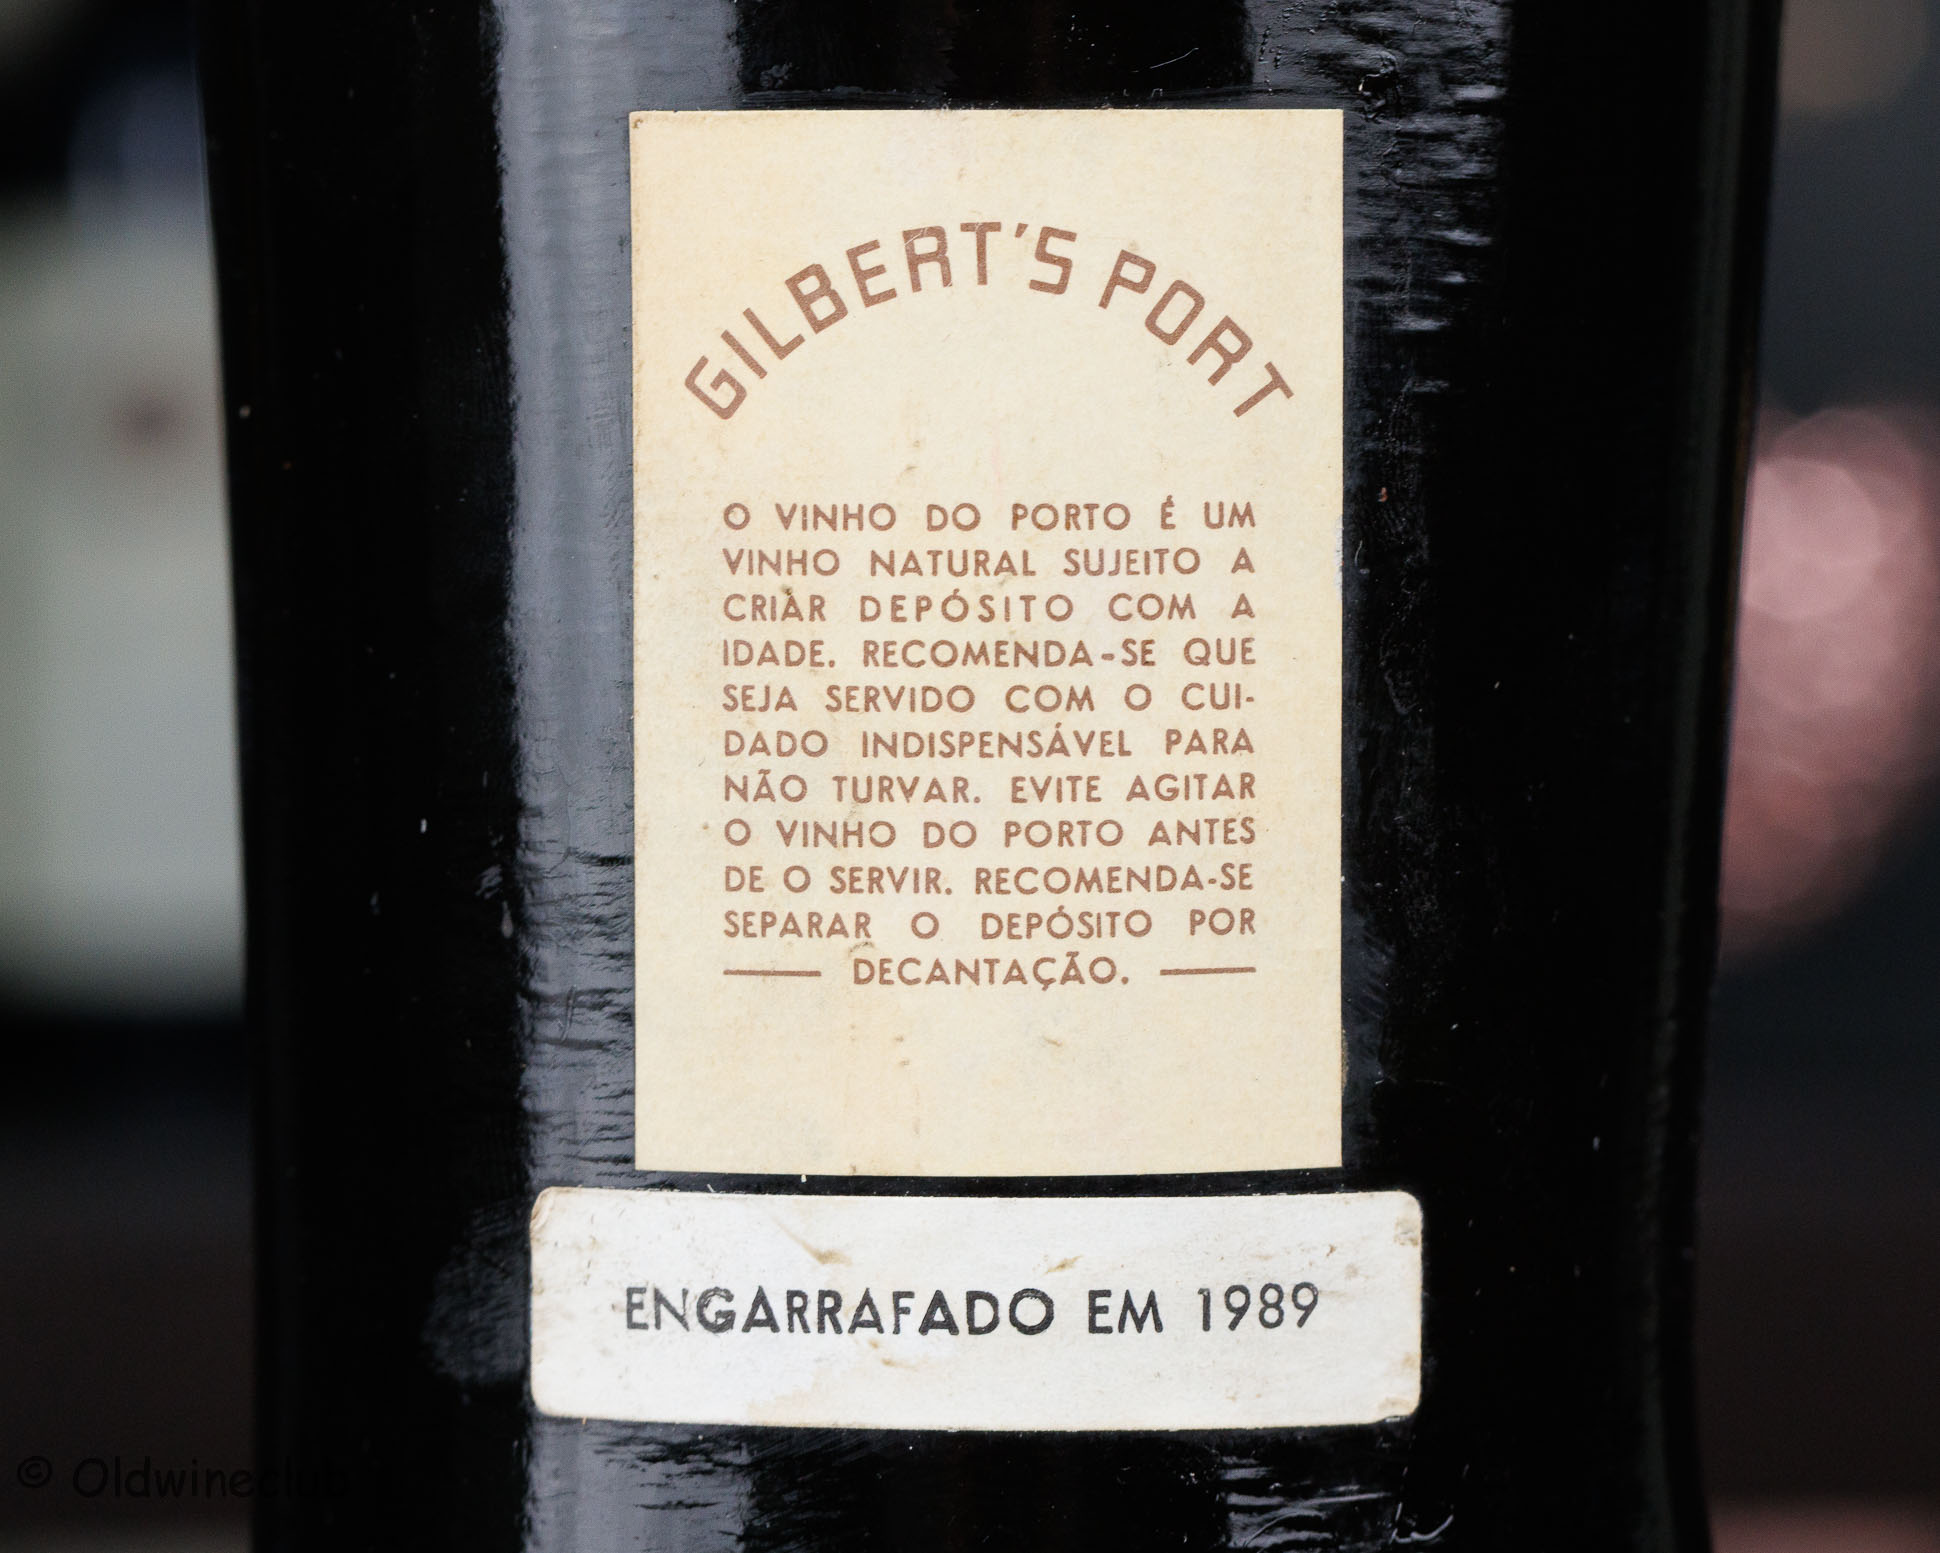 GILBERT'S PORT
O VINHO DO PORTO É UM
VINHO NATURAL SUJEITO A
CRIAR DEPÓSITO COM A
IDADE. RECOMENDA-SE QUE
SEJA SERVIDO COM O CUI-
DADO INDISPENSÁVEL PARA
NÃO TURVAR. EVITE AGITAR
O VINHO DO PORTO ANTES
DE O SERVIR. RECOMENDA-SE
SEPARAR O DEPÓSITO POR
DECANTAÇÃO.
ENGARRAFADO EM 1989
© Oldwineclub